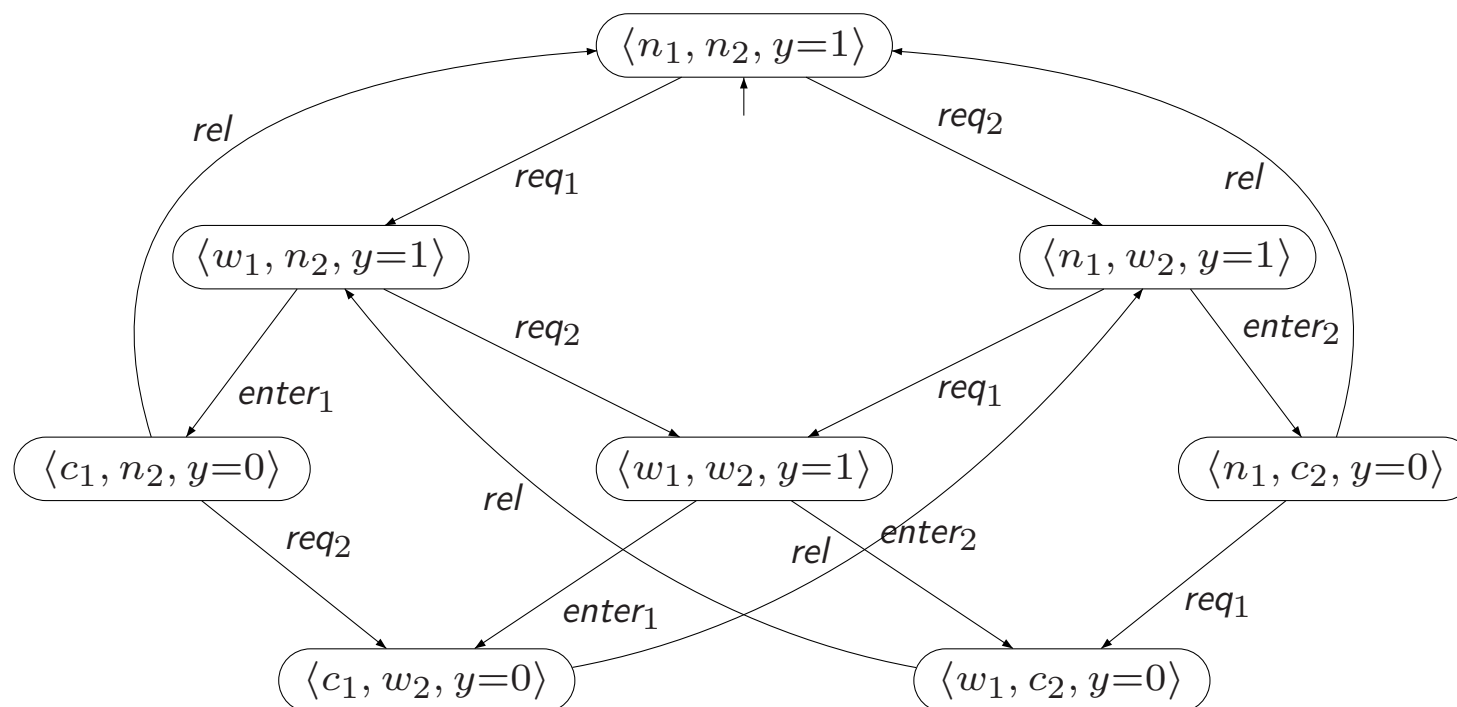 ⟨n₁, n₂, y=1⟩
rel
req₂
req₁
rel
⟨w₁, n₂, y=1⟩
⟨n₁, w₂, y=1⟩
req₂
enter₂
enter₁
req₁
⟨c₁, n₂, y=0⟩
⟨w₁, w₂, y=1⟩
⟨n₁, c₂, y=0⟩
rel
req₂
rel
enter₂
enter₁
req₁
⟨c₁, w₂, y=0⟩
⟨w₁, c₂, y=0⟩